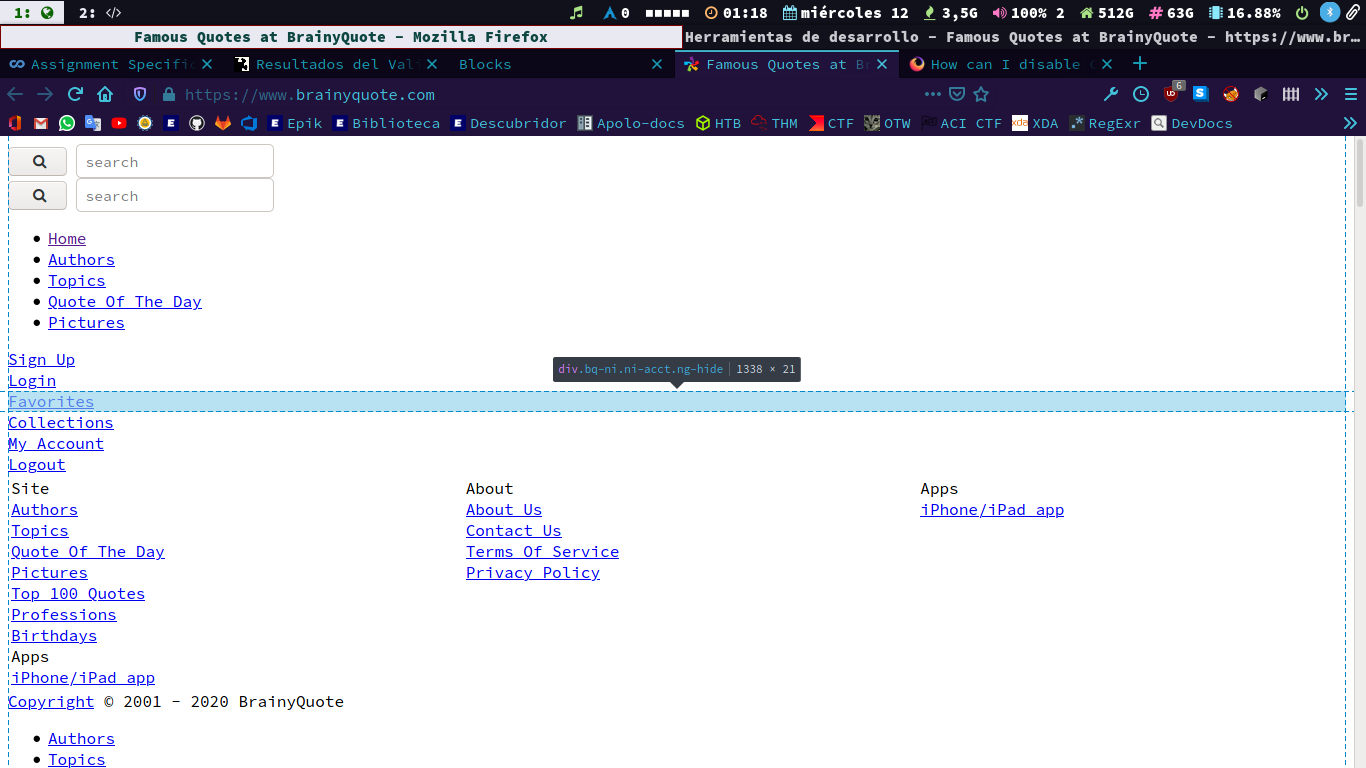 1: 2: 0 01:18 miércoles 12 3,5G 100% 2 512G 63G 16.88%
Famous Quotes at BrainyQuote - Mozilla Firefox Herramientas de desarrollo - Famous Quotes at BrainyQuote - https://www.br…
Assignment Specific Resultados del Vali Blocks Famous Quotes at B How can I disable
https://www.brainyquote.com 6
Epik Biblioteca Descubridor Apolo-docs HTB THM CTF OTW ACI CTF XDA RegExr DevDocs
search
search
Home
Authors
Topics
Quote Of The Day
Pictures
Sign Up
Login
div.bq-ni.ni-acct.ng-hide | 1338 × 21
Favorites
Collections
My Account
Logout
Site About Apps
Authors About Us iPhone/iPad app
Topics Contact Us
Quote Of The Day Terms Of Service
Pictures Privacy Policy
Top 100 Quotes
Professions
Birthdays
Apps
iPhone/iPad app
Copyright © 2001 - 2020 BrainyQuote
Authors
Topics